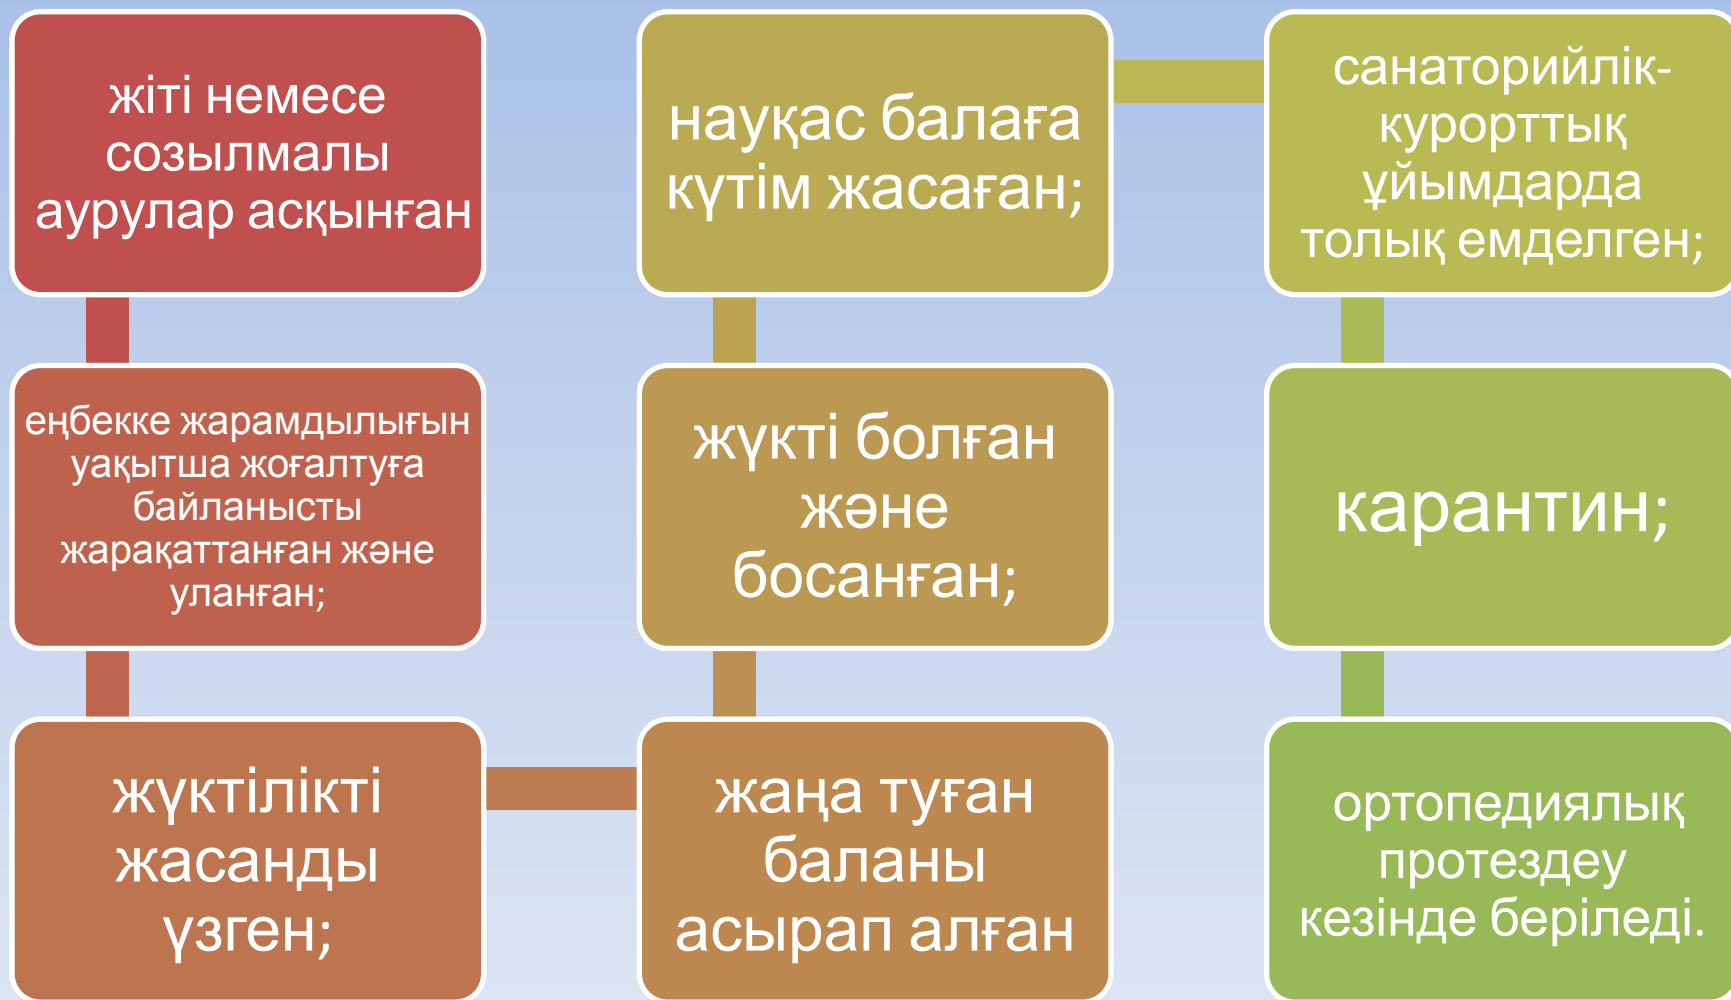 жіті немесе
созылмалы
аурулар асқынған
еңбекке жарамдылығын
уақытша жоғалтуға
байланысты
жарақаттанған және
уланған;
жүктілікті
жасанды
үзген;
жаңа туған
баланы
асырап алған
жүкті болған
және
босанған;
науқас балаға
күтім жасаған;
санаторийлік-
курорттық
ұйымдарда
толық емделген;
карантин;
ортопедиялық
протездеу
кезінде беріледі.